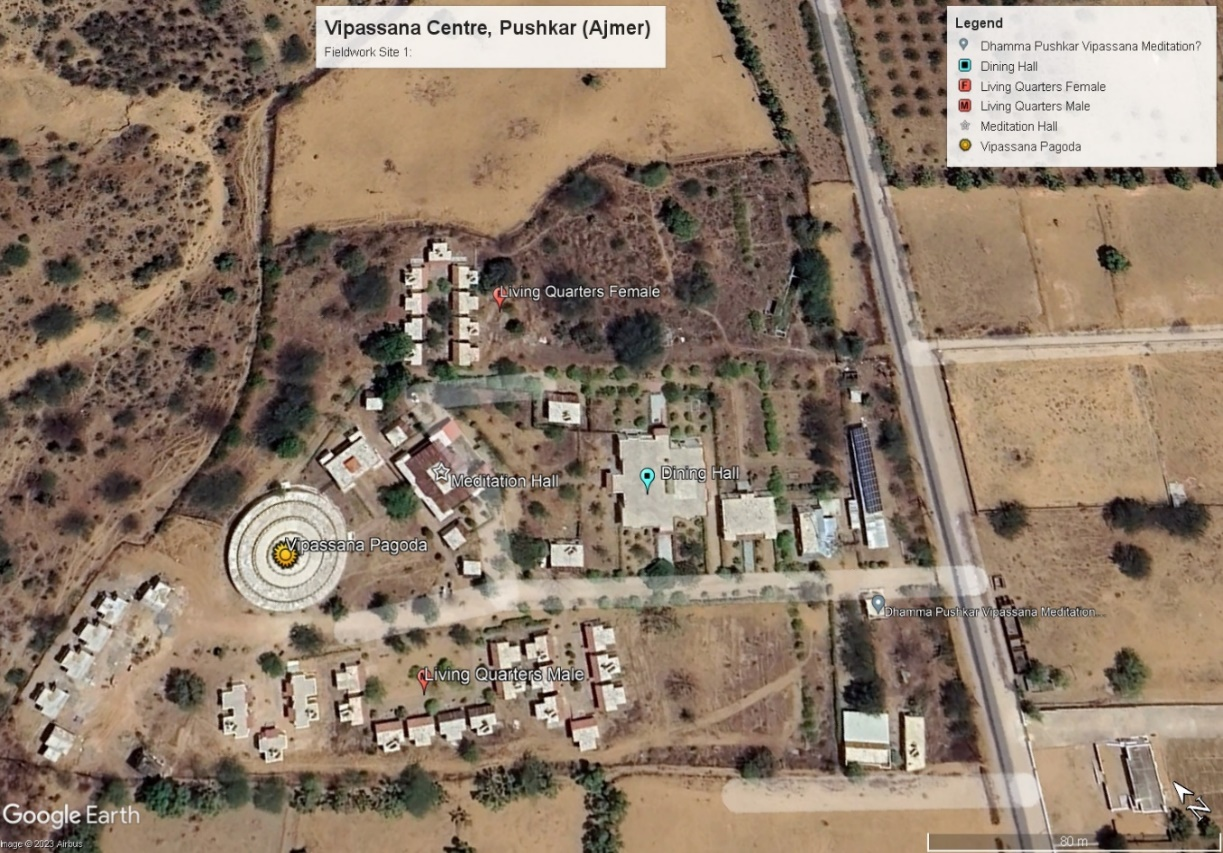 Vipassana Centre, Pushkar (Ajmer)
Fieldwork Site 1:
Legend
Dhamma Pushkar Vipassana Meditation?
Dining Hall
F Living Quarters Female
M Living Quarters Male
Meditation Hall
Vipassana Pagoda
Living Quarters Female
Dining Hall
Meditation Hall
Vipassana Pagoda
Dhamma Pushkar Vipassana Meditation...
Living Quarters Male
Google Earth
Image © 2023 Airbus
80 m
N